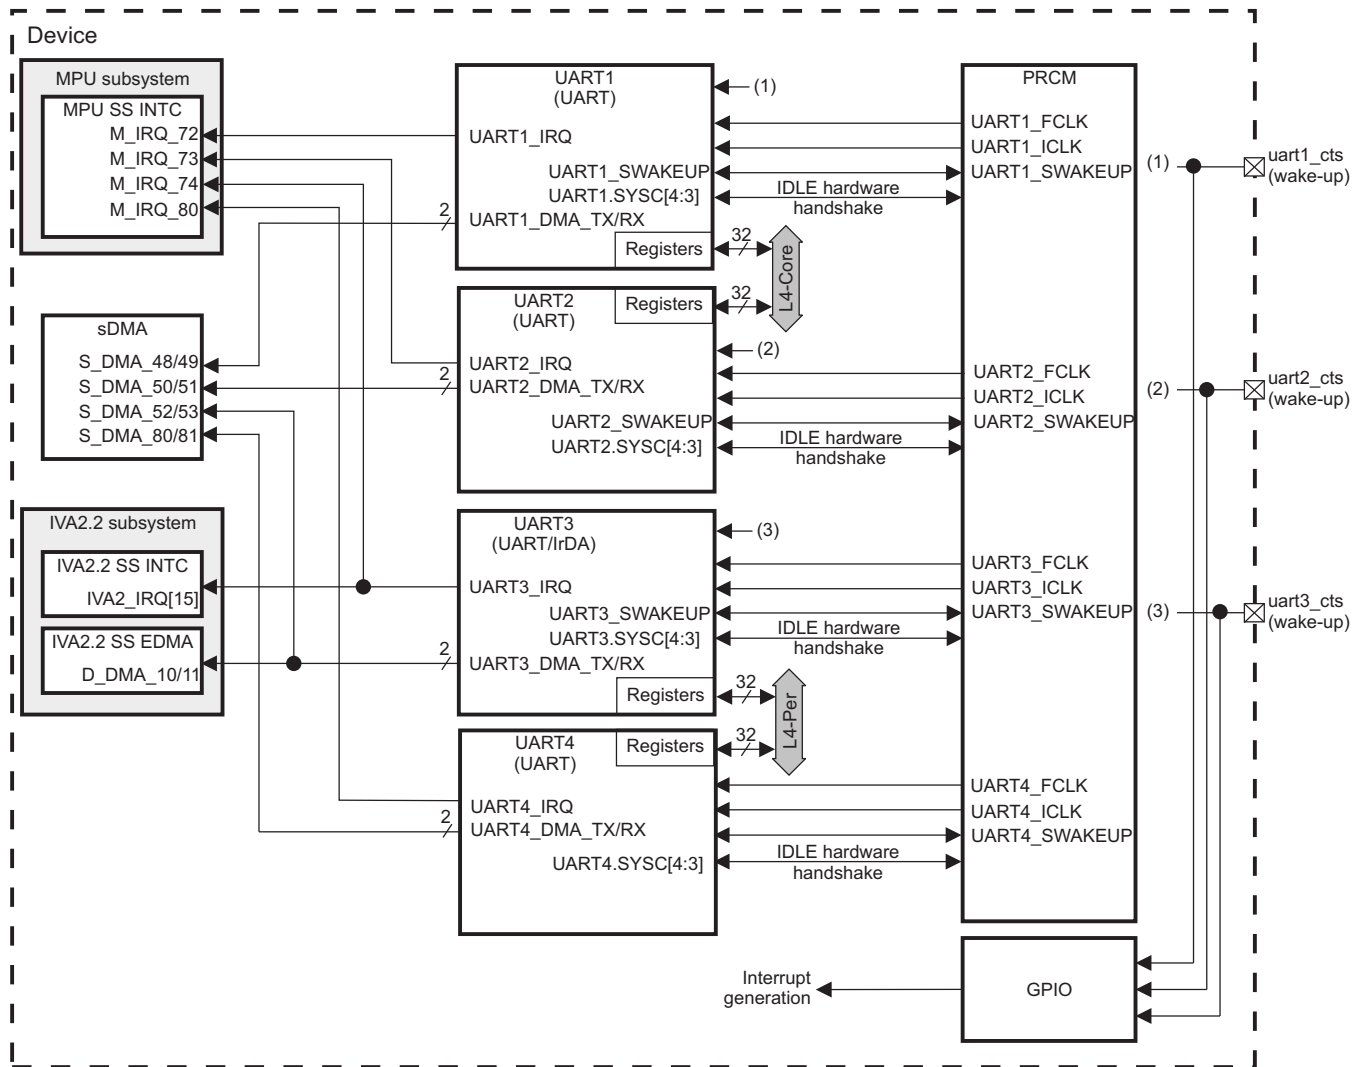 Device
MPU subsystem
MPU SS INTC
M_IRQ_72
M_IRQ_73
M_IRQ_74
M_IRQ_80
sDMA
S_DMA_48/49
S_DMA_50/51
S_DMA_52/53
S_DMA_80/81
IVA2.2 subsystem
IVA2.2 SS INTC
IVA2_IRQ[15]
IVA2.2 SS EDMA
D_DMA_10/11
2
2
2
2
UART1
(UART)
UART1_IRQ
UART1_SWAKEUP
UART1.SYSC[4:3]
UART1_DMA_TX/RX
Registers
UART2
(UART)
Registers
UART2_IRQ
UART2_DMA_TX/RX
UART2_SWAKEUP
UART2.SYSC[4:3]
UART3
(UART/IrDA)
UART3_IRQ
UART3_SWAKEUP
UART3.SYSC[4:3]
UART3_DMA_TX/RX
Registers
UART4
(UART)
Registers
UART4_IRQ
UART4_DMA_TX/RX
UART4.SYSC[4:3]
(1)
IDLE hardware
handshake
32
L4-Core
32
(2)
IDLE hardware
handshake
(3)
IDLE hardware
handshake
32
L4-Per
32
IDLE hardware
handshake
PRCM
UART1_FCLK
UART1_ICLK
UART1_SWAKEUP
UART2_FCLK
UART2_ICLK
UART2_SWAKEUP
UART3_FCLK
UART3_ICLK
UART3_SWAKEUP
UART4_FCLK
UART4_ICLK
UART4_SWAKEUP
(1)
uart1_cts
(wake-up)
(2)
uart2_cts
(wake-up)
(3)
uart3_cts
(wake-up)
Interrupt
generation
GPIO